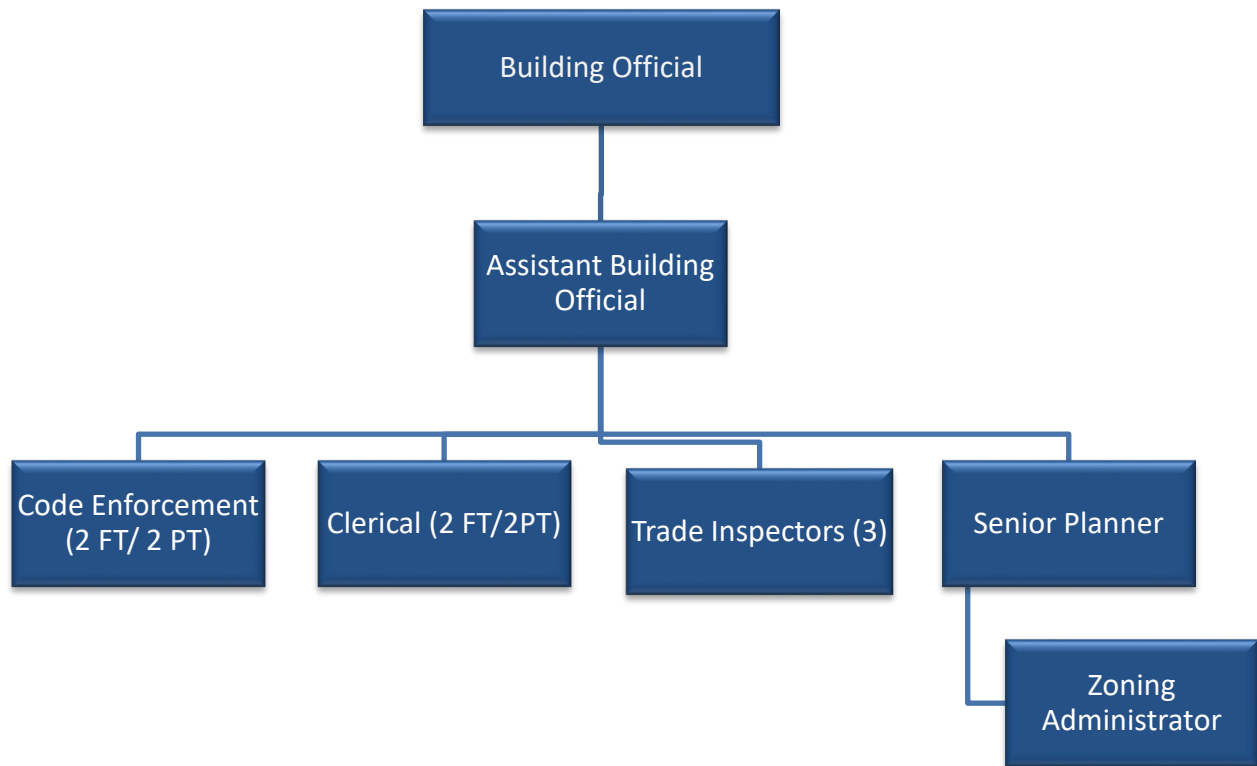 Building Official
Assistant Building
Official
Code Enforcement
(2 FT/ 2 PT)
Clerical (2 FT/2PT)
Trade Inspectors (3)
Senior Planner
Zoning
Administrator